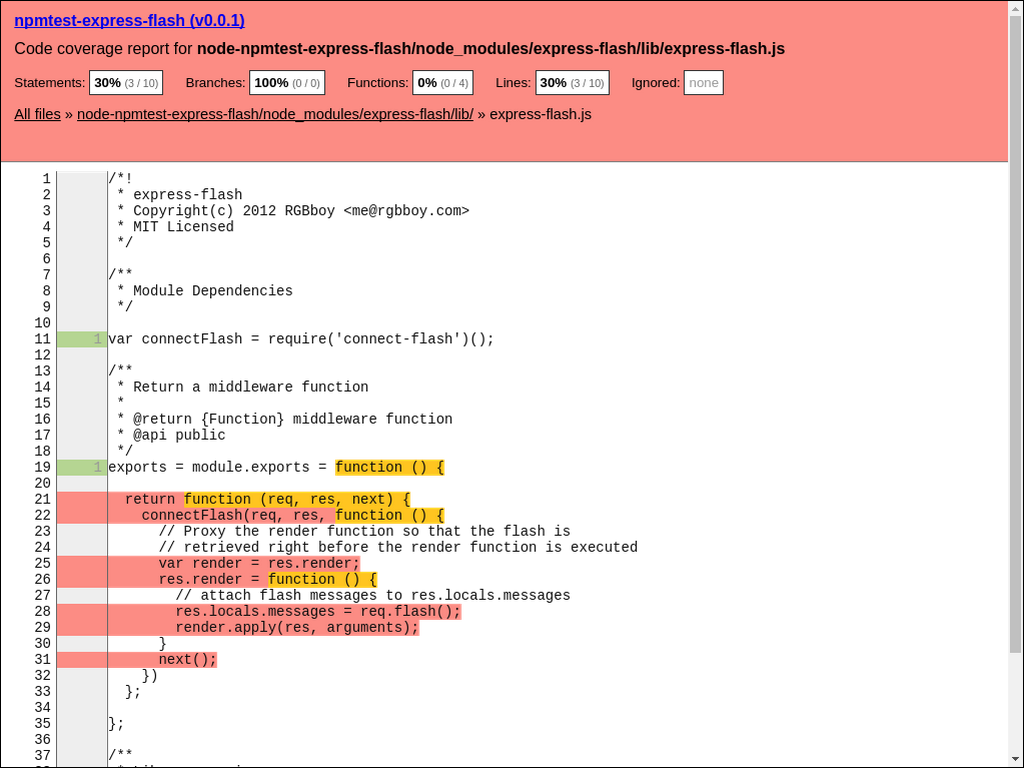 npmtest-express-flash (v0.0.1)
Code coverage report for node-npmtest-express-flash/node_modules/express-flash/lib/express-flash.js
Statements: 30% (3 / 10) Branches: 100% (0 / 0) Functions: 0% (0 / 4) Lines: 30% (3 / 10) Ignored: none
All files » node-npmtest-express-flash/node_modules/express-flash/lib/ » express-flash.js
1 /*!
2  * express-flash
3  * Copyright(c) 2012 RGBboy <me@rgbboy.com>
4  * MIT Licensed
5  */
6
7 /**
8  * Module Dependencies
9  */
10
11 1 var connectFlash = require('connect-flash')();
12
13 /**
14  * Return a middleware function
15  *
16  * @return {Function} middleware function
17  * @api public
18  */
19 1 exports = module.exports = function () {
20
21   return function (req, res, next) {
22     connectFlash(req, res, function () {
23       // Proxy the render function so that the flash is
24       // retrieved right before the render function is executed
25       var render = res.render;
26       res.render = function () {
27         // attach flash messages to res.locals.messages
28         res.locals.messages = req.flash();
29         render.apply(res, arguments);
30       }
31       next();
32     })
33   };
34
35 };
36
37 /**